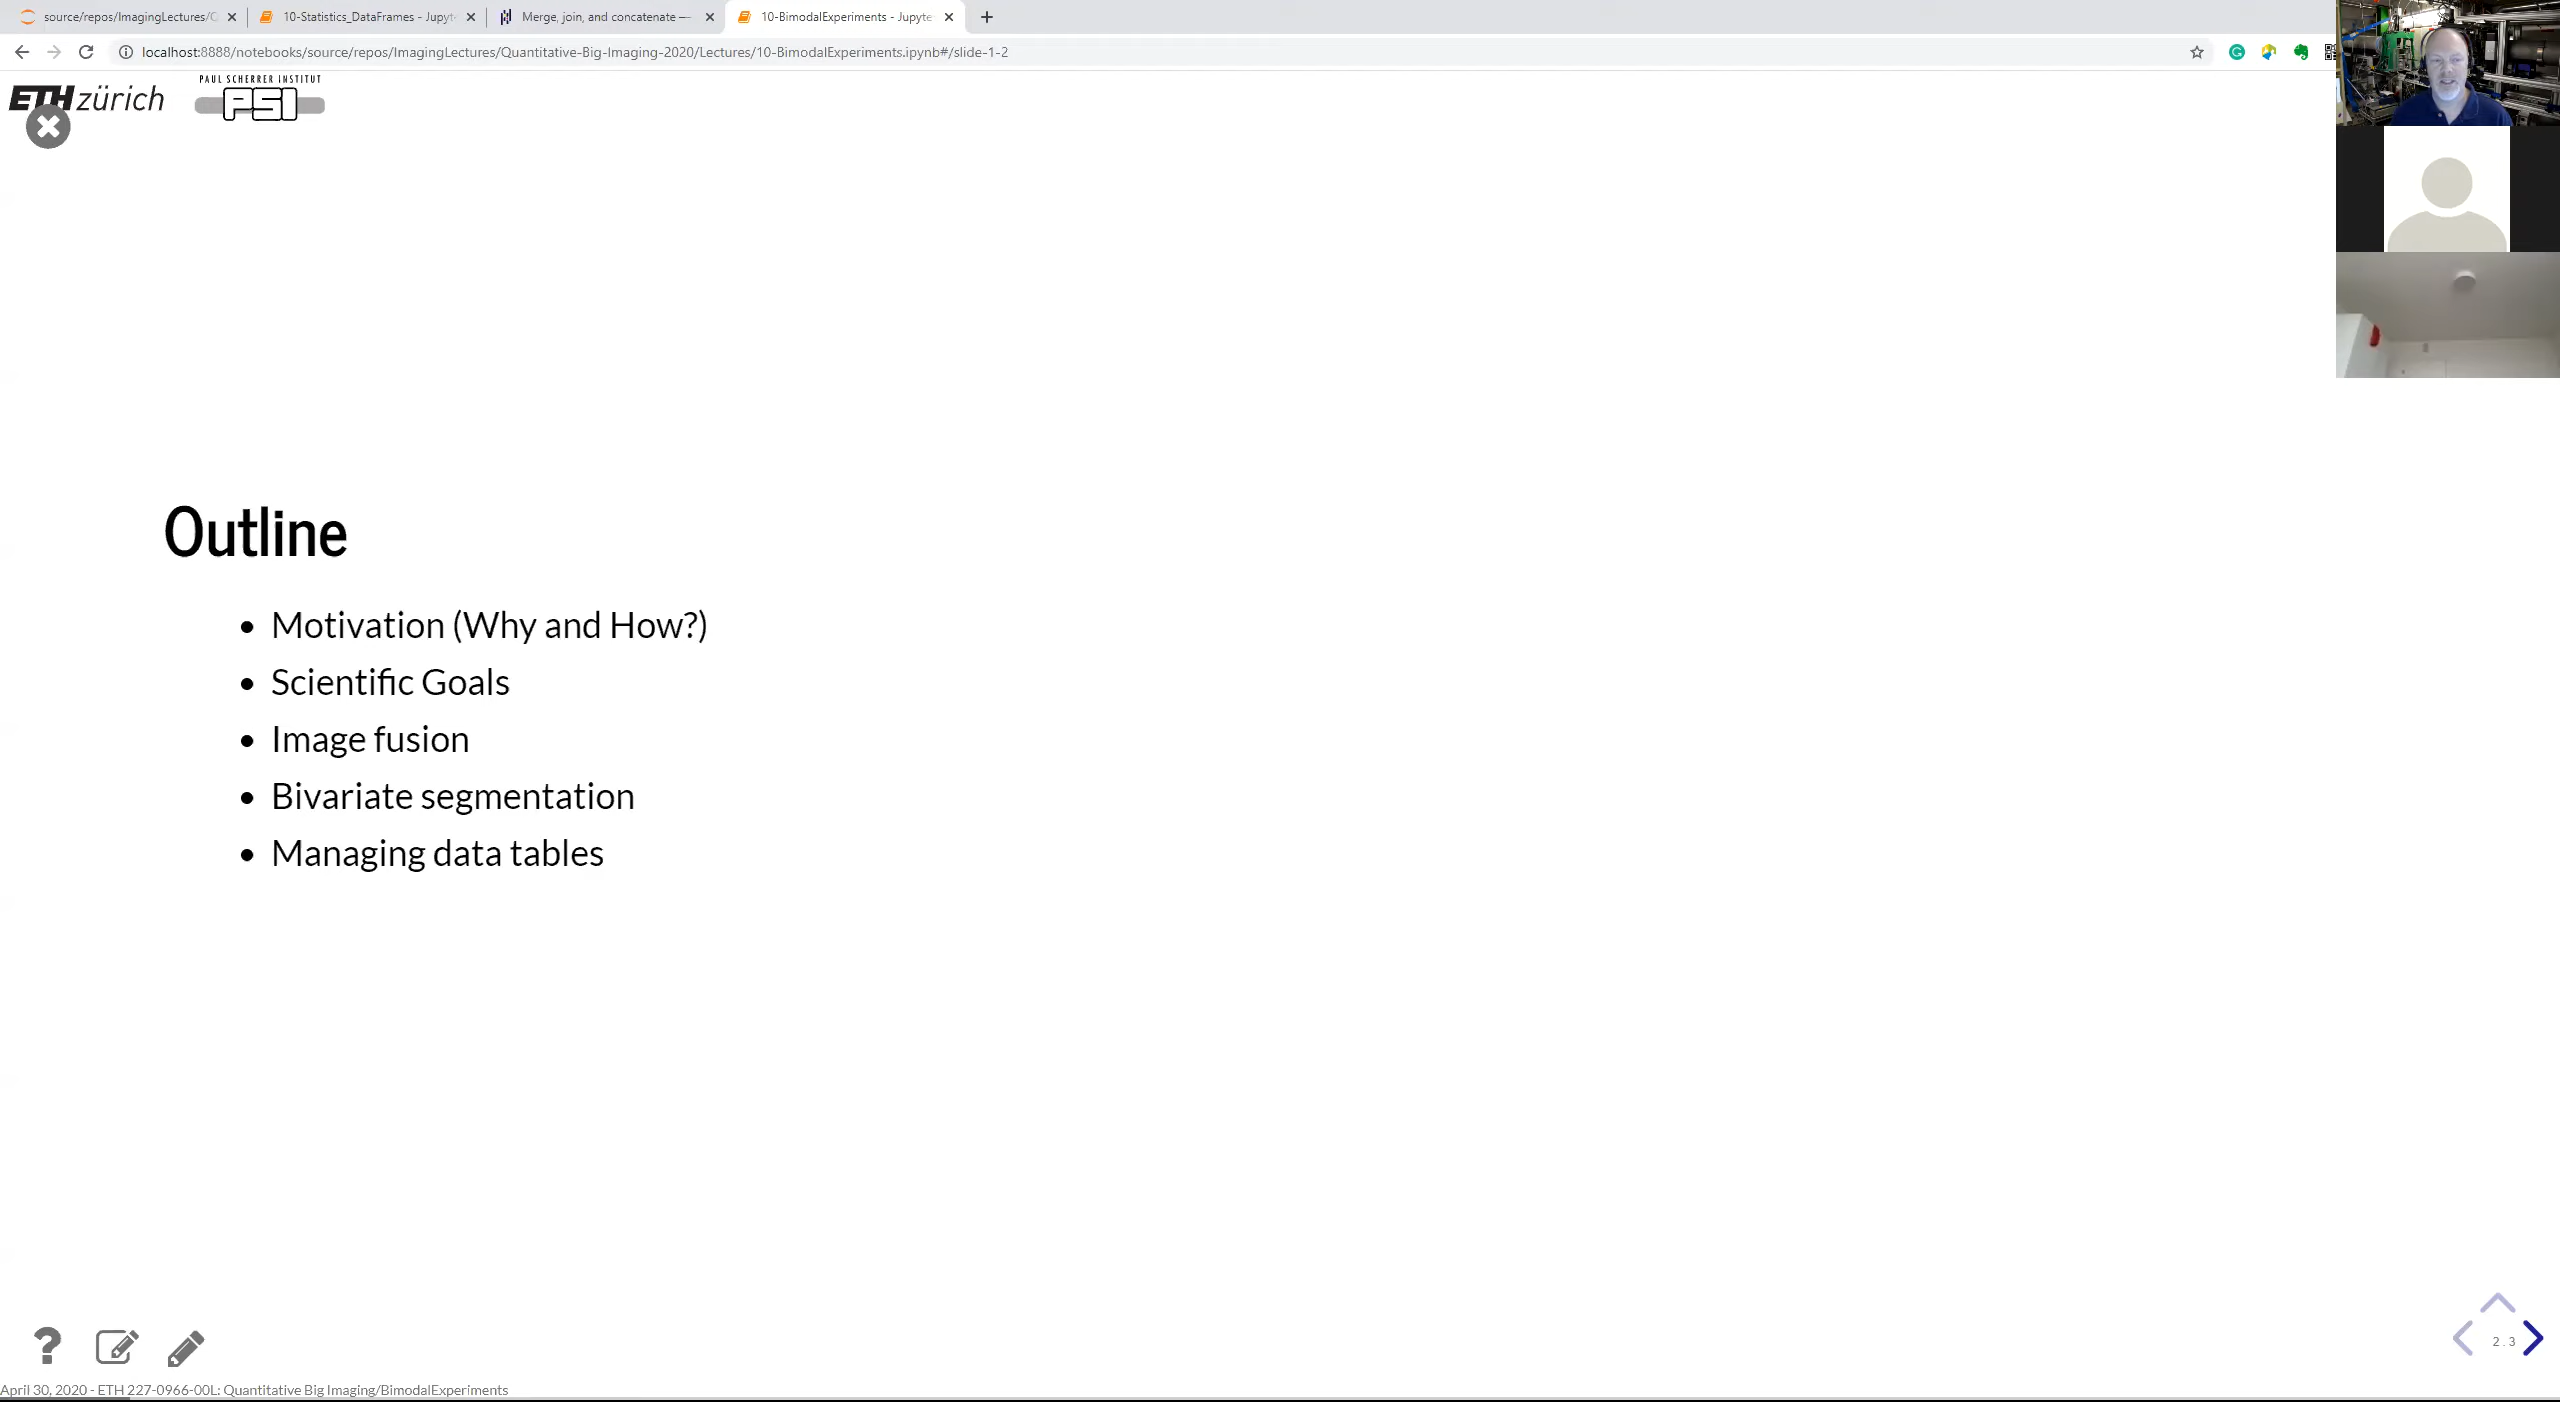 source/repos/ImagingLectures/Q
10-Statistics_DataFrames - Jupyt
Merge, join, and concatenate —
10-BimodalExperiments - Jupyte
localhost:8888/notebooks/source/repos/ImagingLectures/Quantitative-Big-Imaging-2020/Lectures/10-BimodalExperiments.ipynb#/slide-1-2
ETH zürich
PAUL SCHERRER INSTITUT
PSI
Outline
• Motivation (Why and How?)
• Scientific Goals
• Image fusion
• Bivariate segmentation
• Managing data tables
2.3
April 30, 2020 - ETH 227-0966-00L: Quantitative Big Imaging/BimodalExperiments